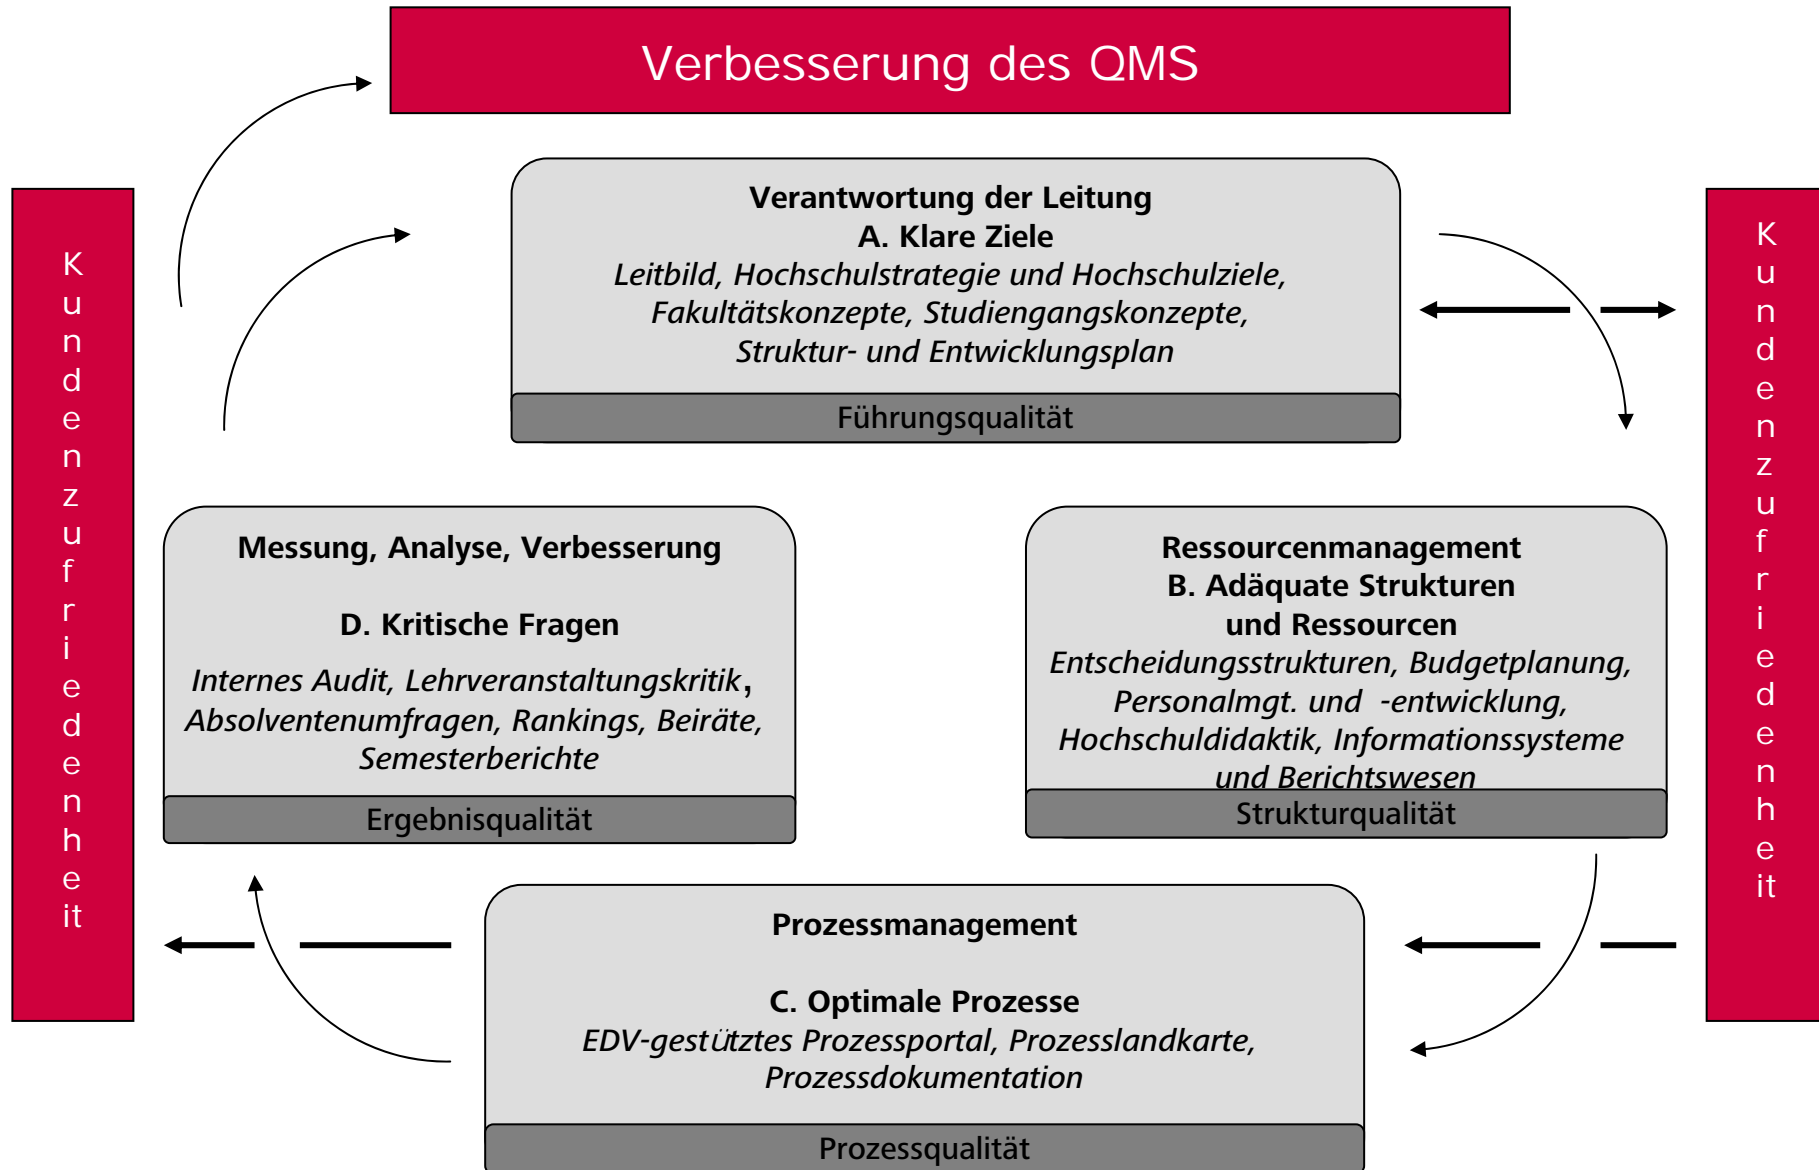 Verbesserung des QMS
Kundenzufriedenheit
Verantwortung der Leitung
A. Klare Ziele
Leitbild, Hochschulstrategie und Hochschulziele,
Fakultätskonzepte, Studiengangskonzepte,
Struktur- und Entwicklungsplan
Führungsqualität
Kundenzufriedenheit
Messung, Analyse, Verbesserung
D. Kritische Fragen
Internes Audit, Lehrveranstaltungskritik,
Absolventenumfragen, Rankings, Beiräte,
Semesterberichte
Ergebnisqualität
Ressourcenmanagement
B. Adäquate Strukturen
und Ressourcen
Entscheidungsstrukturen, Budgetplanung,
Personalmgt. und -entwicklung,
Hochschuldidaktik, Informationssysteme
und Berichtswesen
Strukturqualität
Prozessmanagement
C. Optimale Prozesse
EDV-gestütztes Prozessportal, Prozesslandkarte,
Prozessdokumentation
Prozessqualität